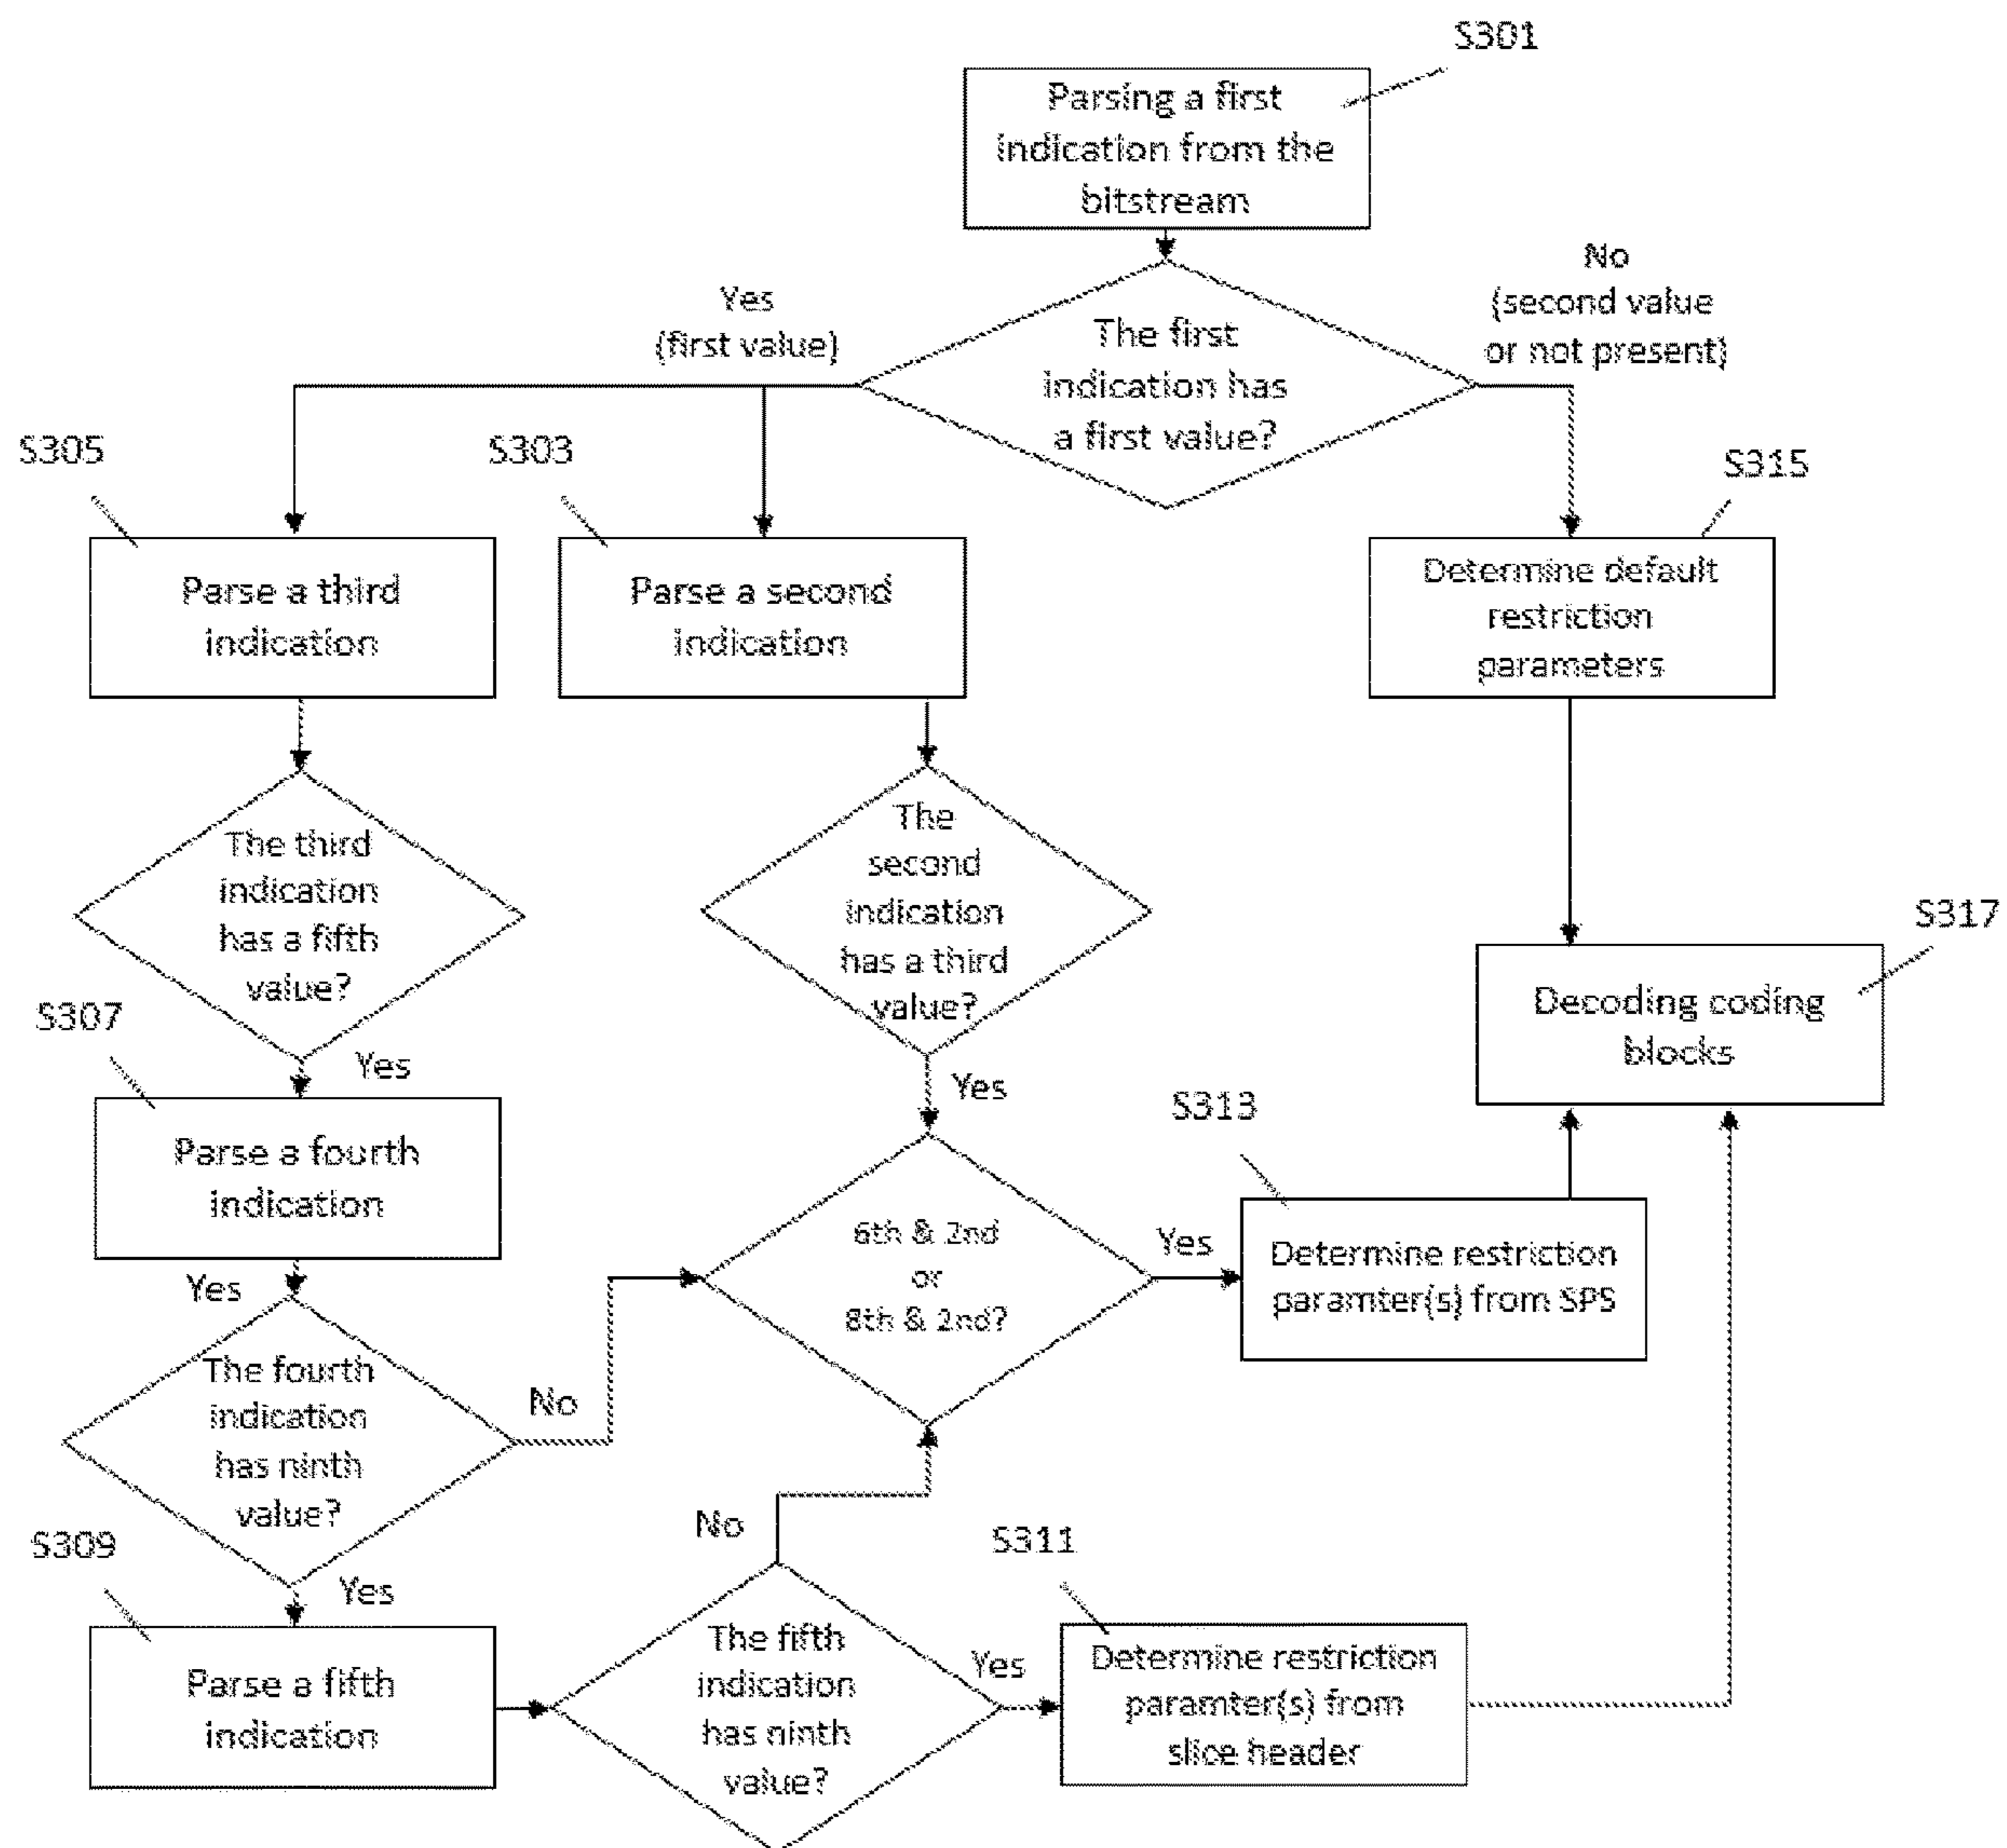 S301
Parsing a first
indication from the
bitstream
No
(second value
or not present)
Yes
(first value)
The first
indication has
a first value?
S305
S303
S315
Parse a third
indication
Parse a second
indication
Determine default
restriction
parameters
The third
indication
has a fifth
value?
The
second
indication
has a third
value?
S317
Decoding coding
blocks
S307
Yes
Yes
S313
Parse a fourth
indication
6th & 2nd
or
8th & 2nd?
Yes
Determine restriction
paramter(s) from SPS
Yes
The fourth
indication
has ninth
value?
No
S309
Yes
No
S311
Parse a fifth
indication
The fifth
indication
has ninth
value?
Yes
Determine restriction
paramter(s) from
slice header